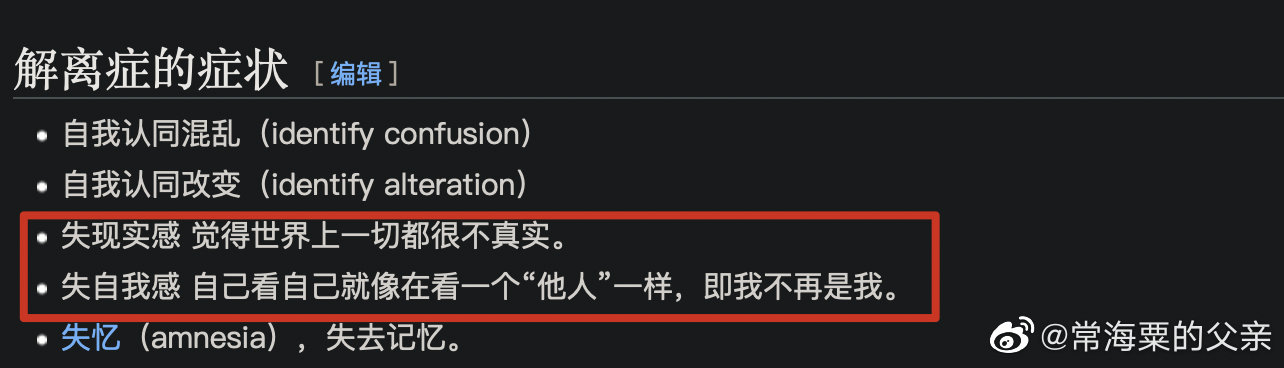 解离症的症状 [编辑]
自我认同混乱（identify confusion）
自我认同改变（identify alteration）
失现实感 觉得世界上一切都很不真实。
失自我感 自己看自己就像在看一个“他人”一样，即我不再是我。
失忆（amnesia），失去记忆。
@常海粟的父亲